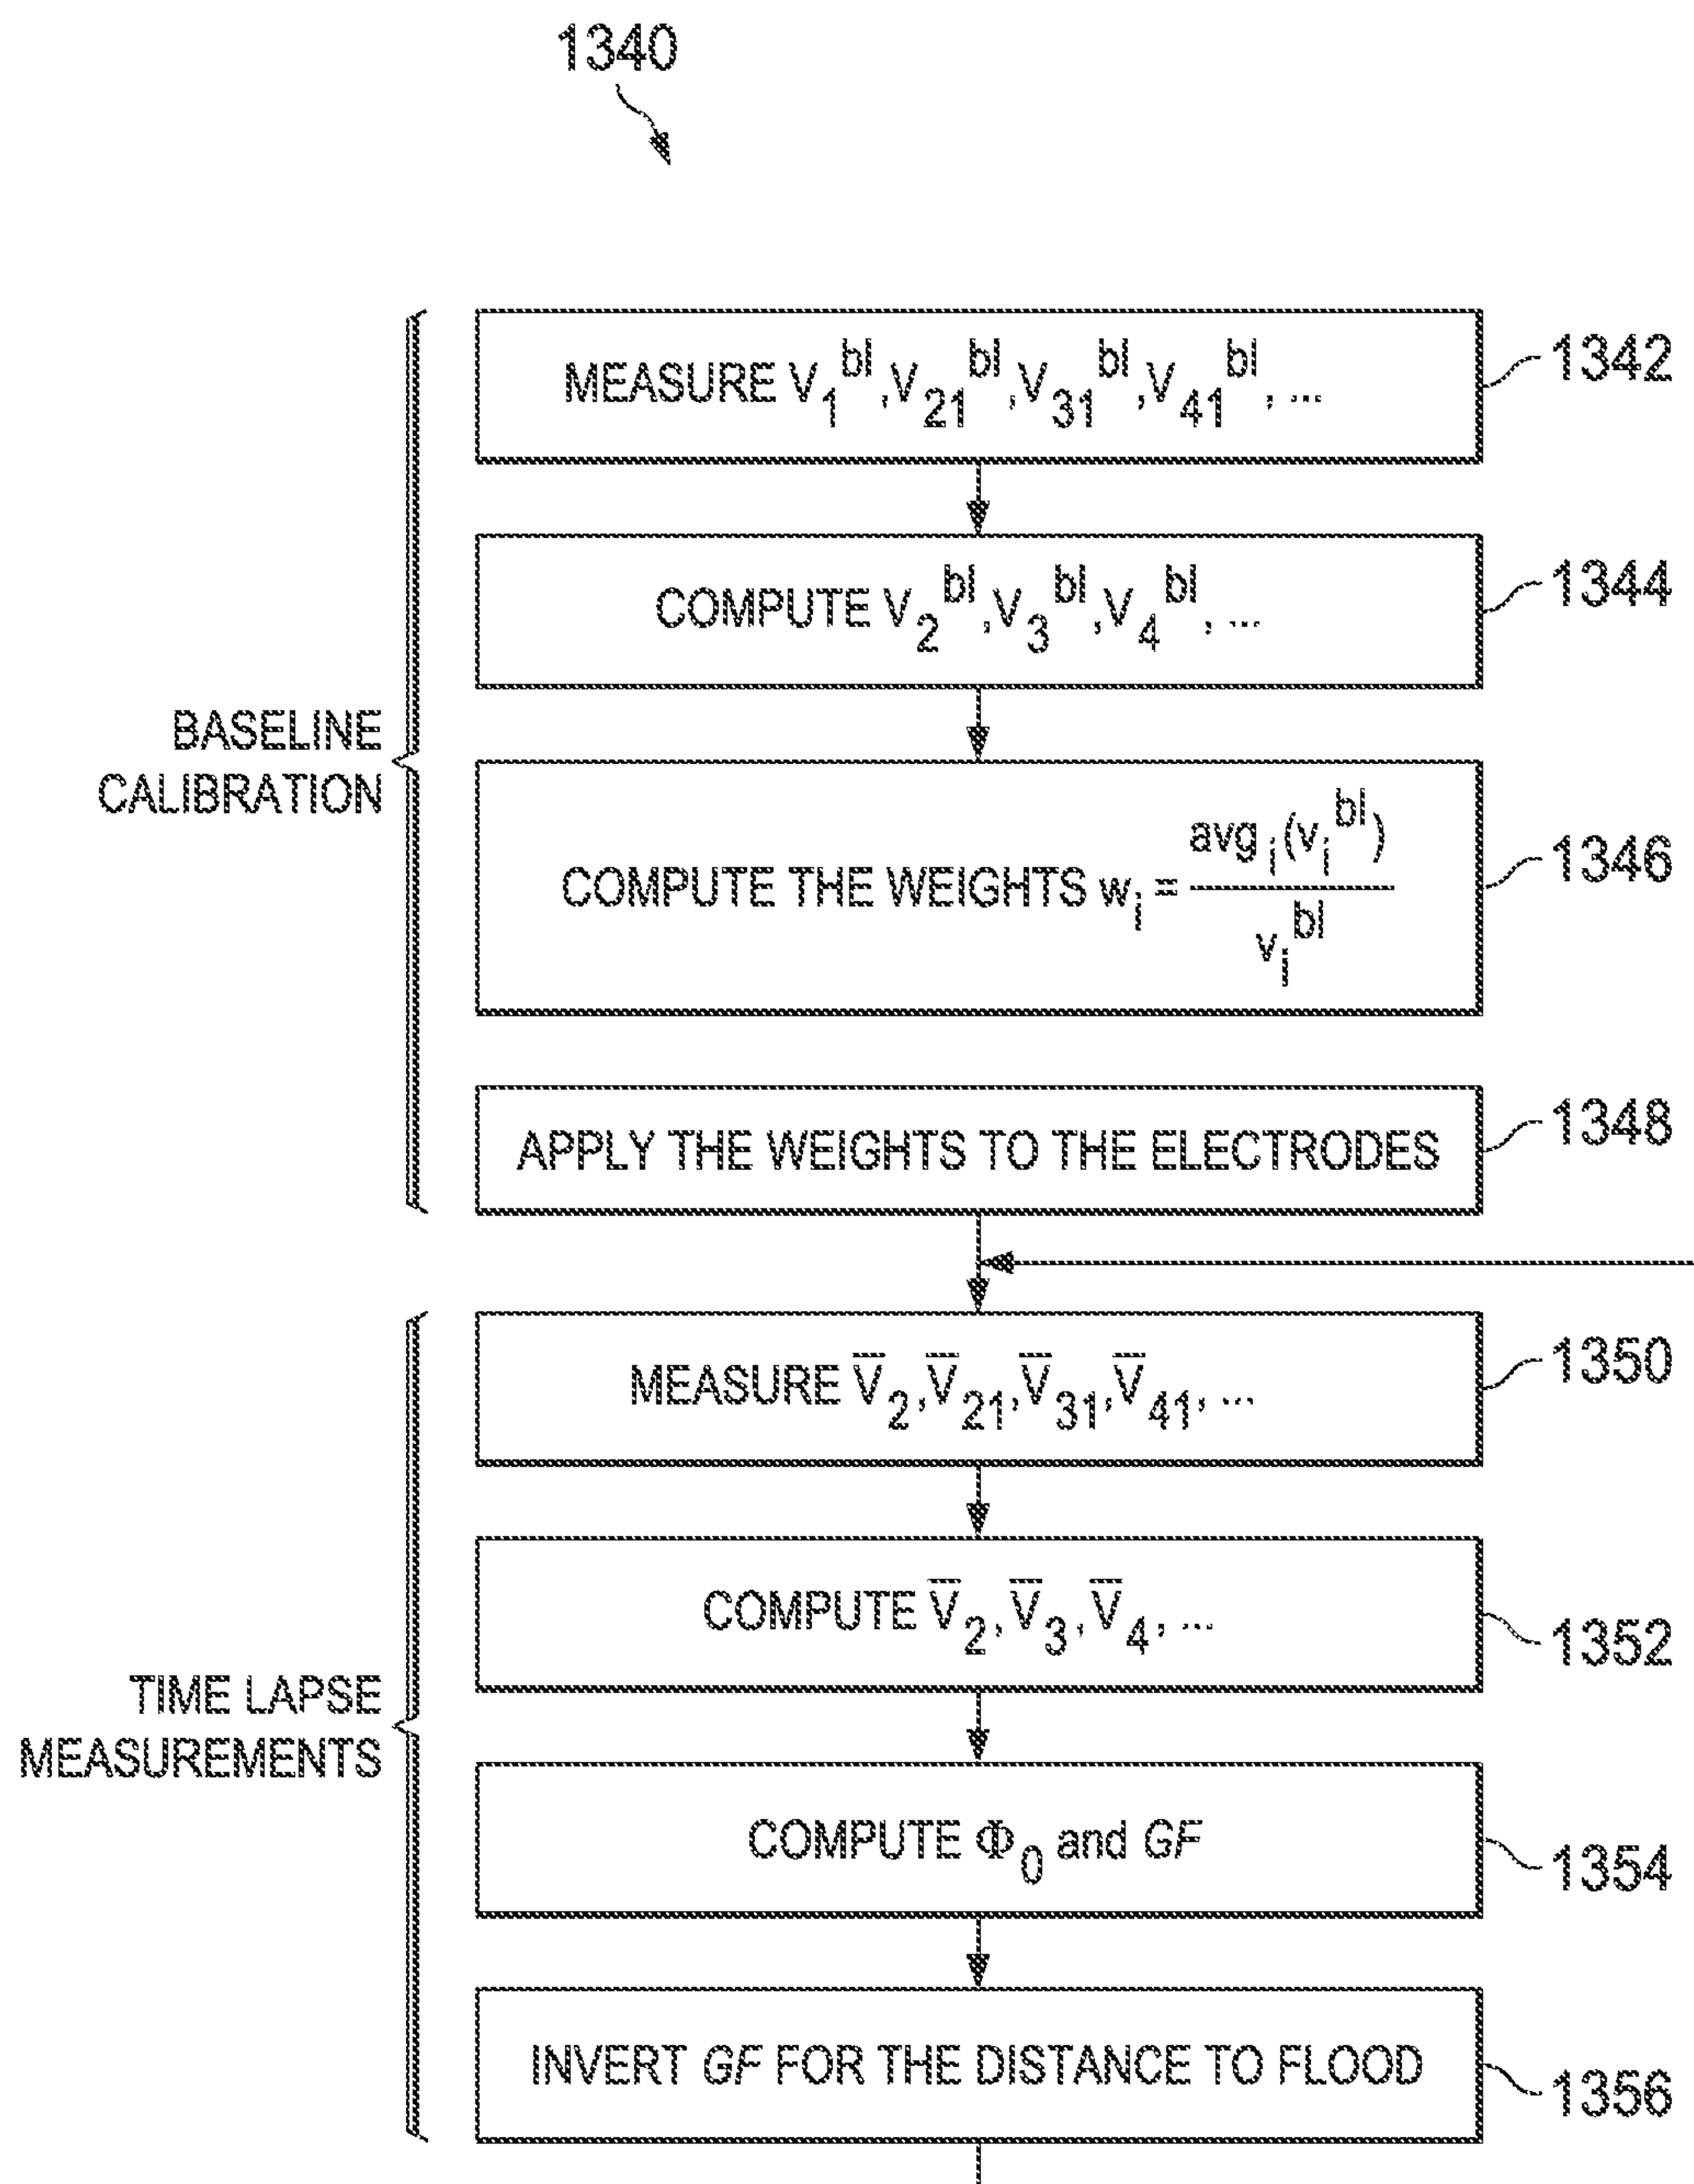 1340
MEASURE V₁ᵇˡ, V₂₁ᵇˡ, V₃₁ᵇˡ, V₄₁ᵇˡ, ...
1342
COMPUTE V₂ᵇˡ, V₃ᵇˡ, V₄ᵇˡ, ...
1344
BASELINE
CALIBRATION
COMPUTE THE WEIGHTS wᵢ = avg ᵢ (vᵢᵇˡ) / vᵢᵇˡ
1346
APPLY THE WEIGHTS TO THE ELECTRODES
1348
MEASURE V̅₂, V̅₂₁, V̅₃₁, V̅₄₁, ...
1350
COMPUTE V̅₂, V̅₃, V̅₄, ...
1352
TIME LAPSE
MEASUREMENTS
COMPUTE Φ₀ and GF
1354
INVERT GF FOR THE DISTANCE TO FLOOD
1356